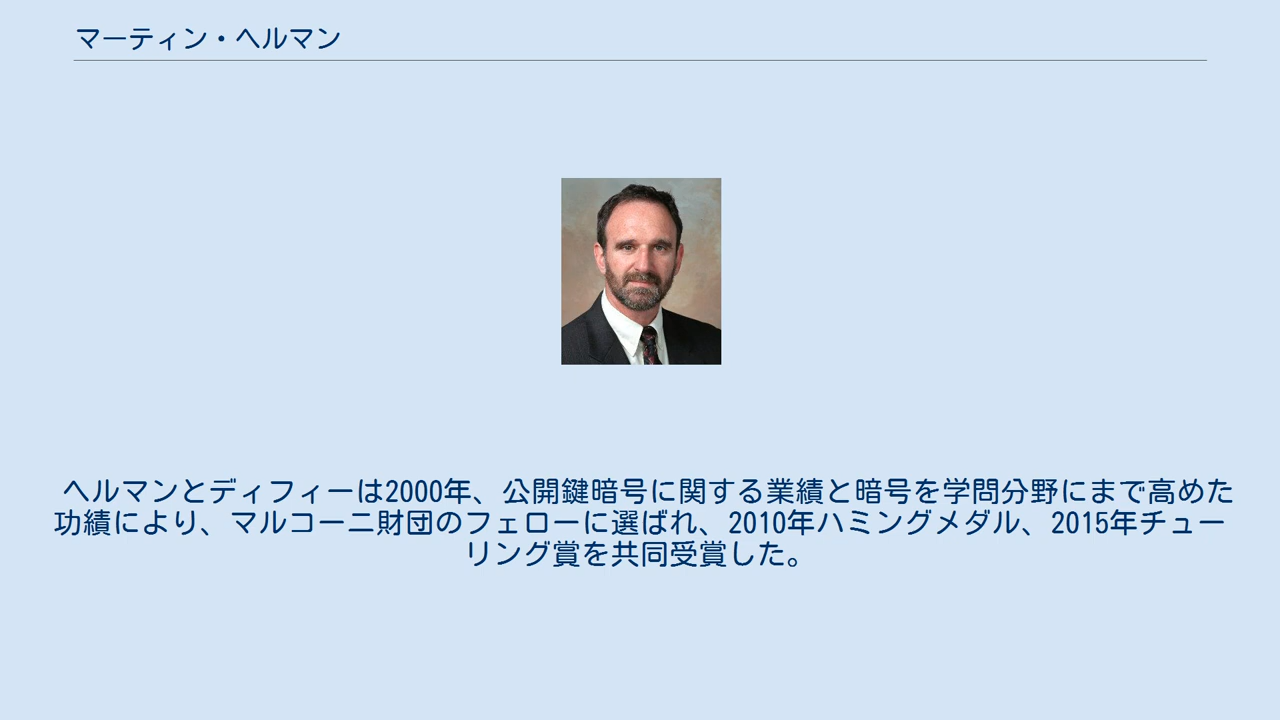 マーティン・ヘルマン
ヘルマンとディフィーは2000年、公開鍵暗号に関する業績と暗号を学問分野にまで高めた
功績により、マルコーニ財団のフェローに選ばれ、2010年ハミングメダル、2015年チュー
リング賞を共同受賞した。